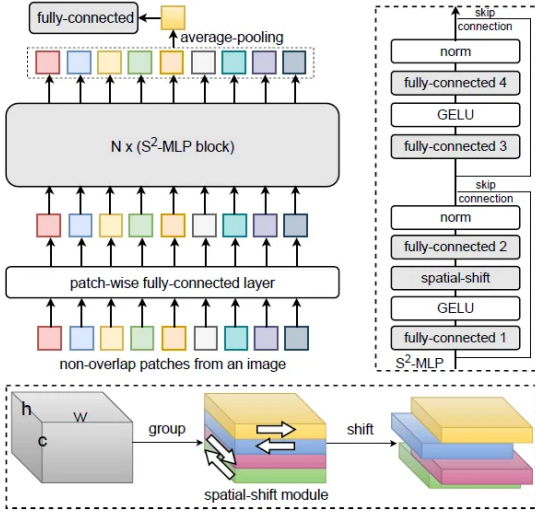 fully-connected
average-pooling
N x (S²-MLP block)
patch-wise fully-connected layer
non-overlap patches from an image
skip
connection
norm
fully-connected 4
GELU
fully-connected 3
skip
connection
norm
fully-connected 2
spatial-shift
GELU
fully-connected 1
S²-MLP
h
w
c
group
shift
spatial-shift module